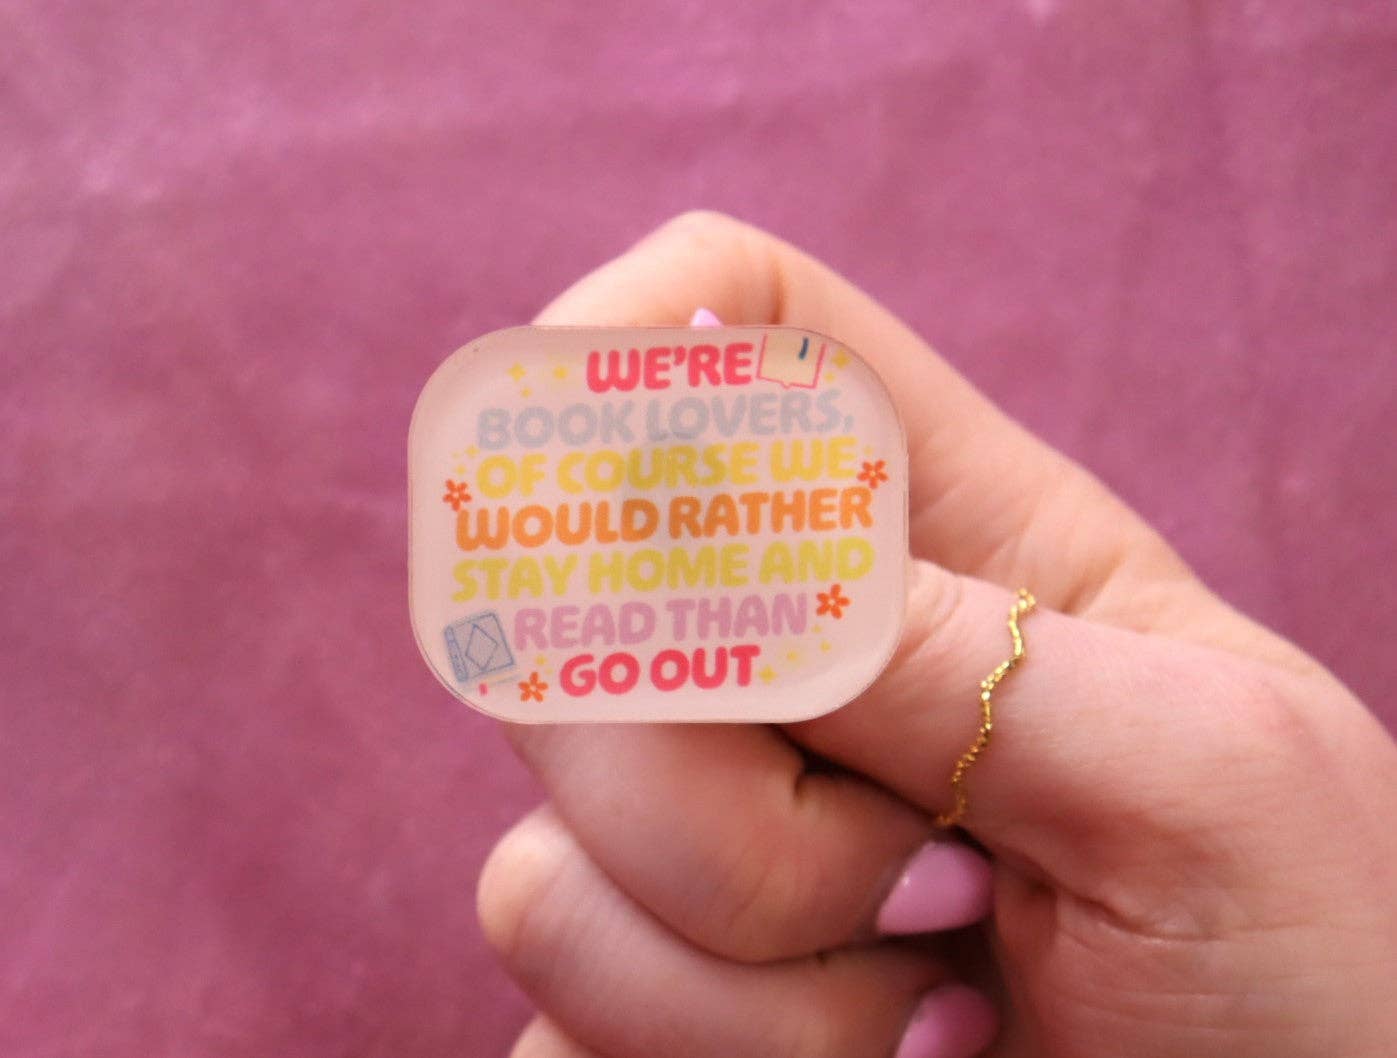 WE'RE
BOOK LOVERS,
OF COURSE WE
WOULD RATHER
STAY HOME AND
READ THAN
GO OUT